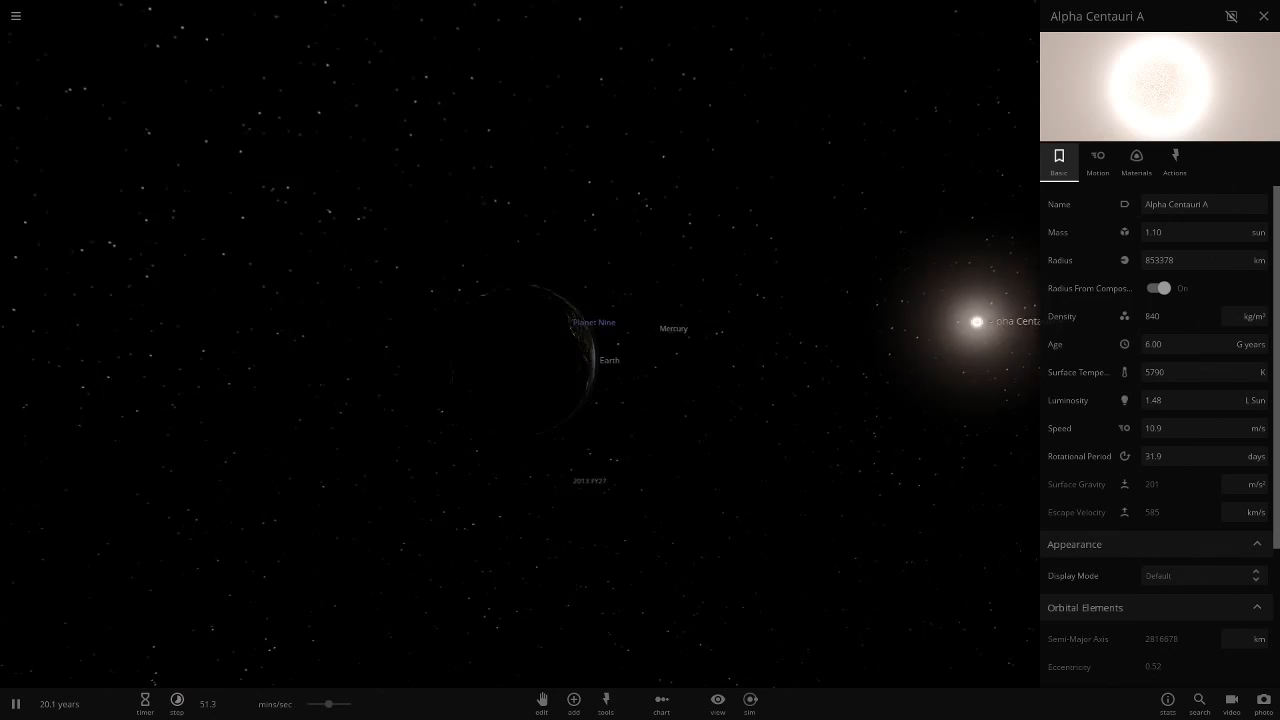 Alpha Centauri A
Basic Motion Materials Actions
Name Alpha Centauri A
Mass 1.10 sun
Radius 853378 km
Radius From Compos... On
Density 840 kg/m³
Age 6.00 G years
Surface Tempe... 5790 K
Luminosity 1.48 L Sun
Speed 10.9 m/s
Rotational Period 31.9 days
Surface Gravity 201 m/s²
Escape Velocity 585 km/s
Appearance
Display Mode Default
Orbital Elements
Semi-Major Axis 2816678 km
Eccentricity 0.52
Planet Nine
Mercury
pha Centa
Earth
2013 FY27
20.1 years timer step 51.3 mins/sec edit add tools chart view sim stats search video photo